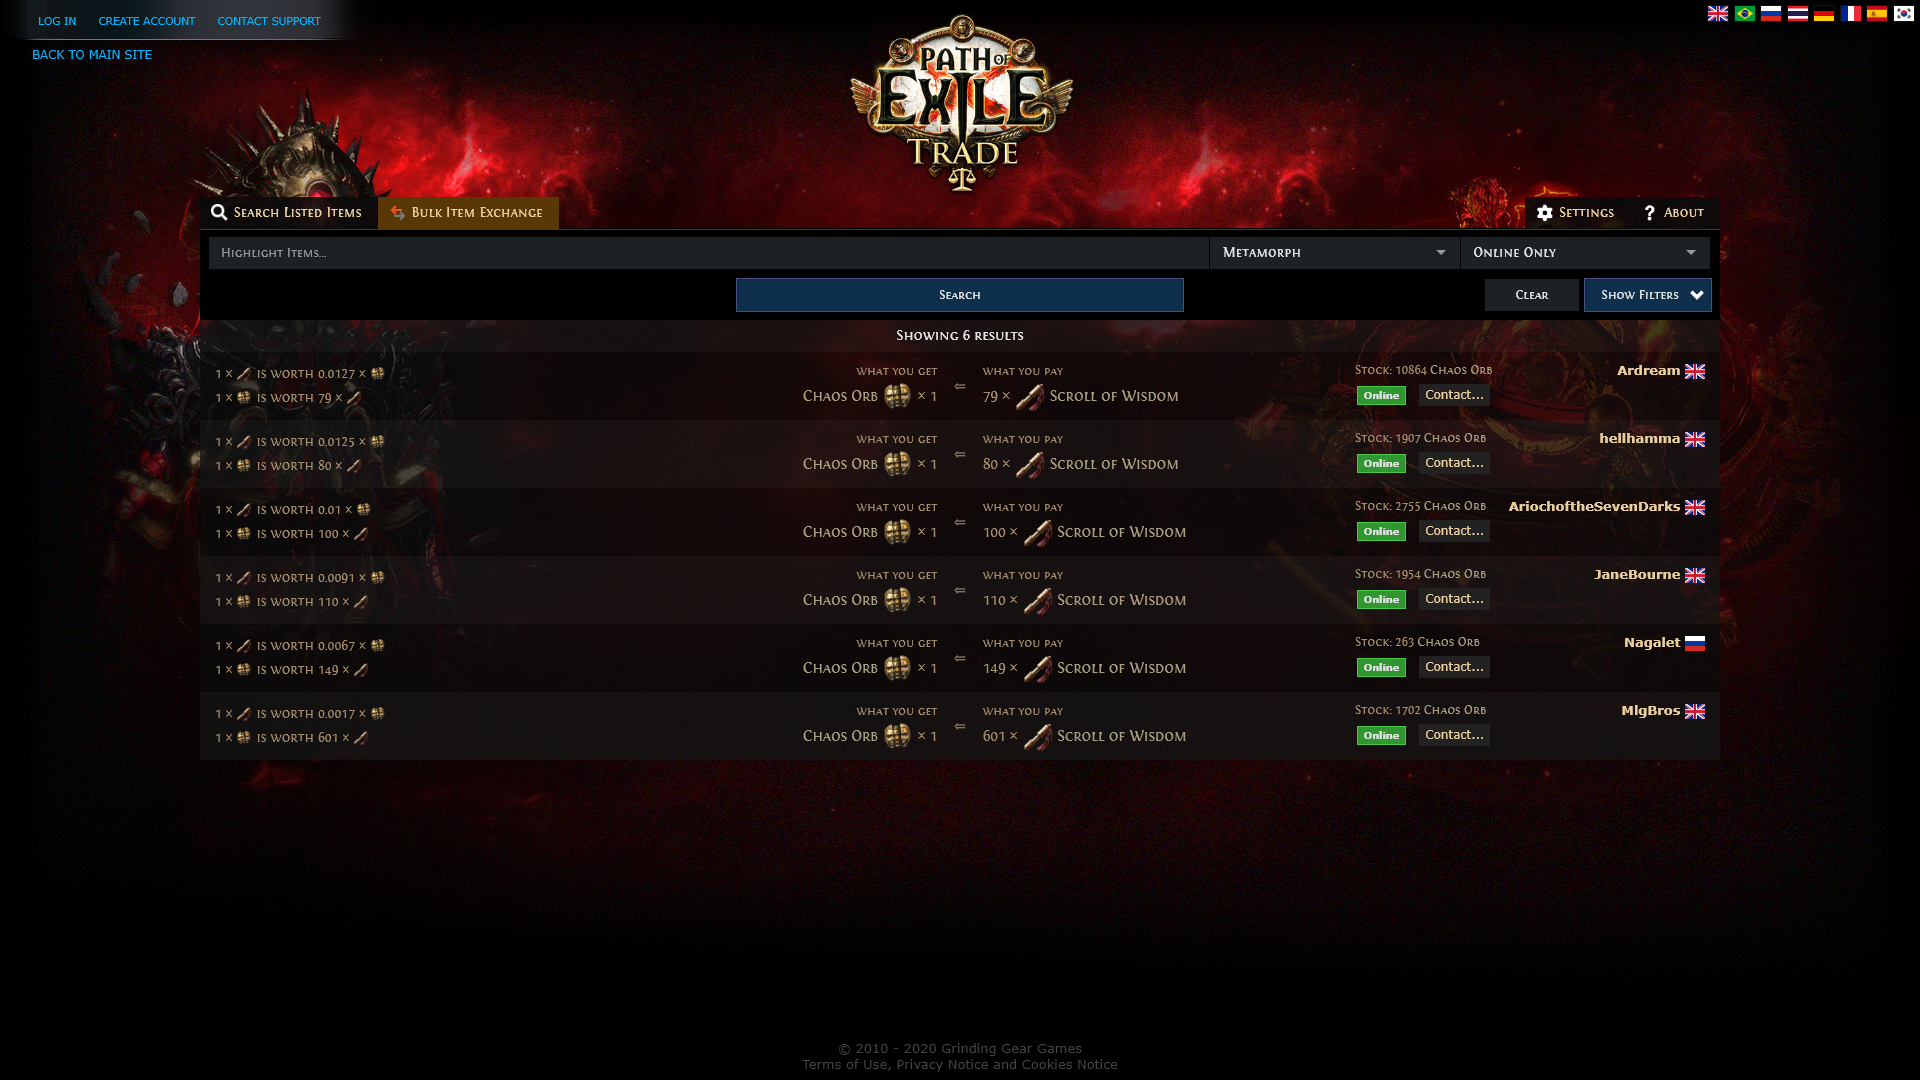 LOG IN CREATE ACCOUNT CONTACT SUPPORT
BACK TO MAIN SITE
PATH OF
EXILE
TRADE
Search Listed Items Bulk Item Exchange Settings ? About
Highlight Items... Metamorph Online Only
Search Clear Show Filters
Showing 6 results
1 × is worth 0.0127 × what you get what you pay Stock: 10864 Chaos Orb Ardream
1 × is worth 79 × Chaos Orb × 1 ⇐ 79 × Scroll of Wisdom Online Contact...
1 × is worth 0.0125 × what you get what you pay Stock: 1907 Chaos Orb hellhamma
1 × is worth 80 × Chaos Orb × 1 ⇐ 80 × Scroll of Wisdom Online Contact...
1 × is worth 0.01 × what you get what you pay Stock: 2755 Chaos Orb AriochoftheSevenDarks
1 × is worth 100 × Chaos Orb × 1 ⇐ 100 × Scroll of Wisdom Online Contact...
1 × is worth 0.0091 × what you get what you pay Stock: 1954 Chaos Orb JaneBourne
1 × is worth 110 × Chaos Orb × 1 ⇐ 110 × Scroll of Wisdom Online Contact...
1 × is worth 0.0067 × what you get what you pay Stock: 263 Chaos Orb Nagalet
1 × is worth 149 × Chaos Orb × 1 ⇐ 149 × Scroll of Wisdom Online Contact...
1 × is worth 0.0017 × what you get what you pay Stock: 1702 Chaos Orb MlgBros
1 × is worth 601 × Chaos Orb × 1 ⇐ 601 × Scroll of Wisdom Online Contact...
© 2010 - 2020 Grinding Gear Games
Terms of Use, Privacy Notice and Cookies Notice